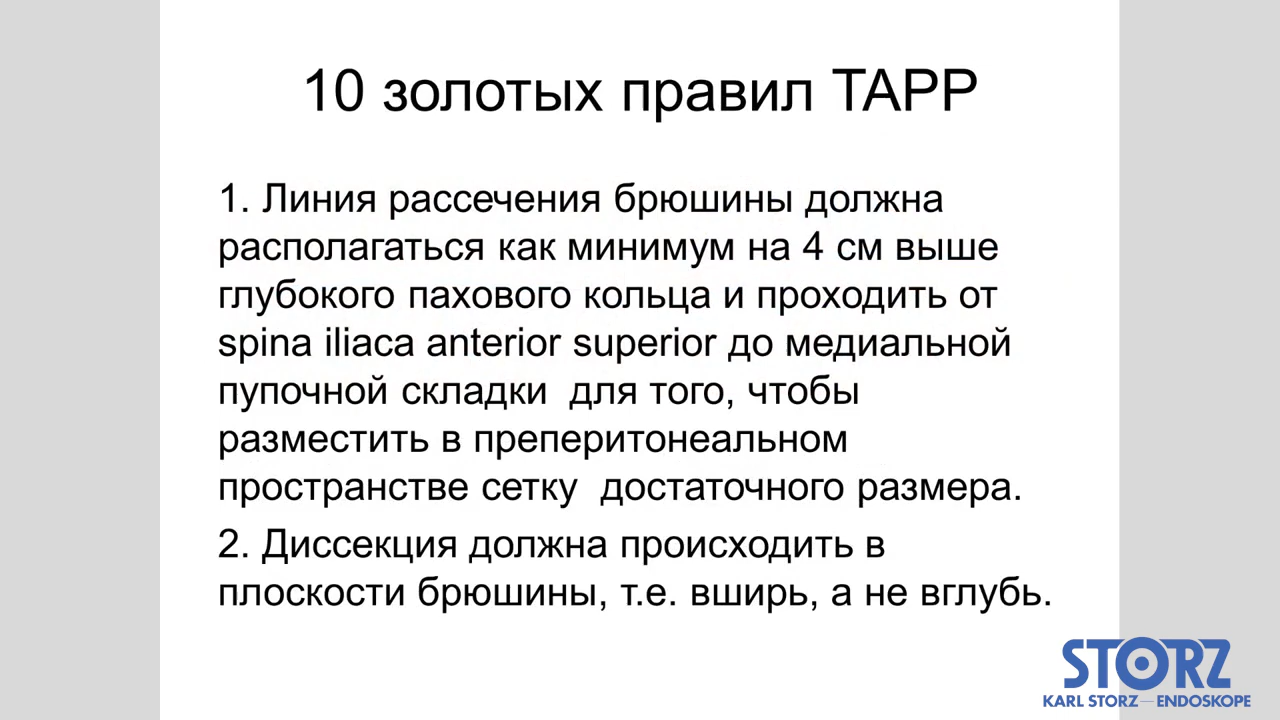 10 золотых правил TAPP
1. Линия рассечения брюшины должна
располагаться как минимум на 4 см выше
глубокого пахового кольца и проходить от
spina iliaca anterior superior до медиальной
пупочной складки  для того, чтобы
разместить в преперитонеальном
пространстве сетку  достаточного размера.
2. Диссекция должна происходить в
плоскости брюшины, т.е. вширь, а не вглубь.
STORZ
KARL STORZ—ENDOSKOPE